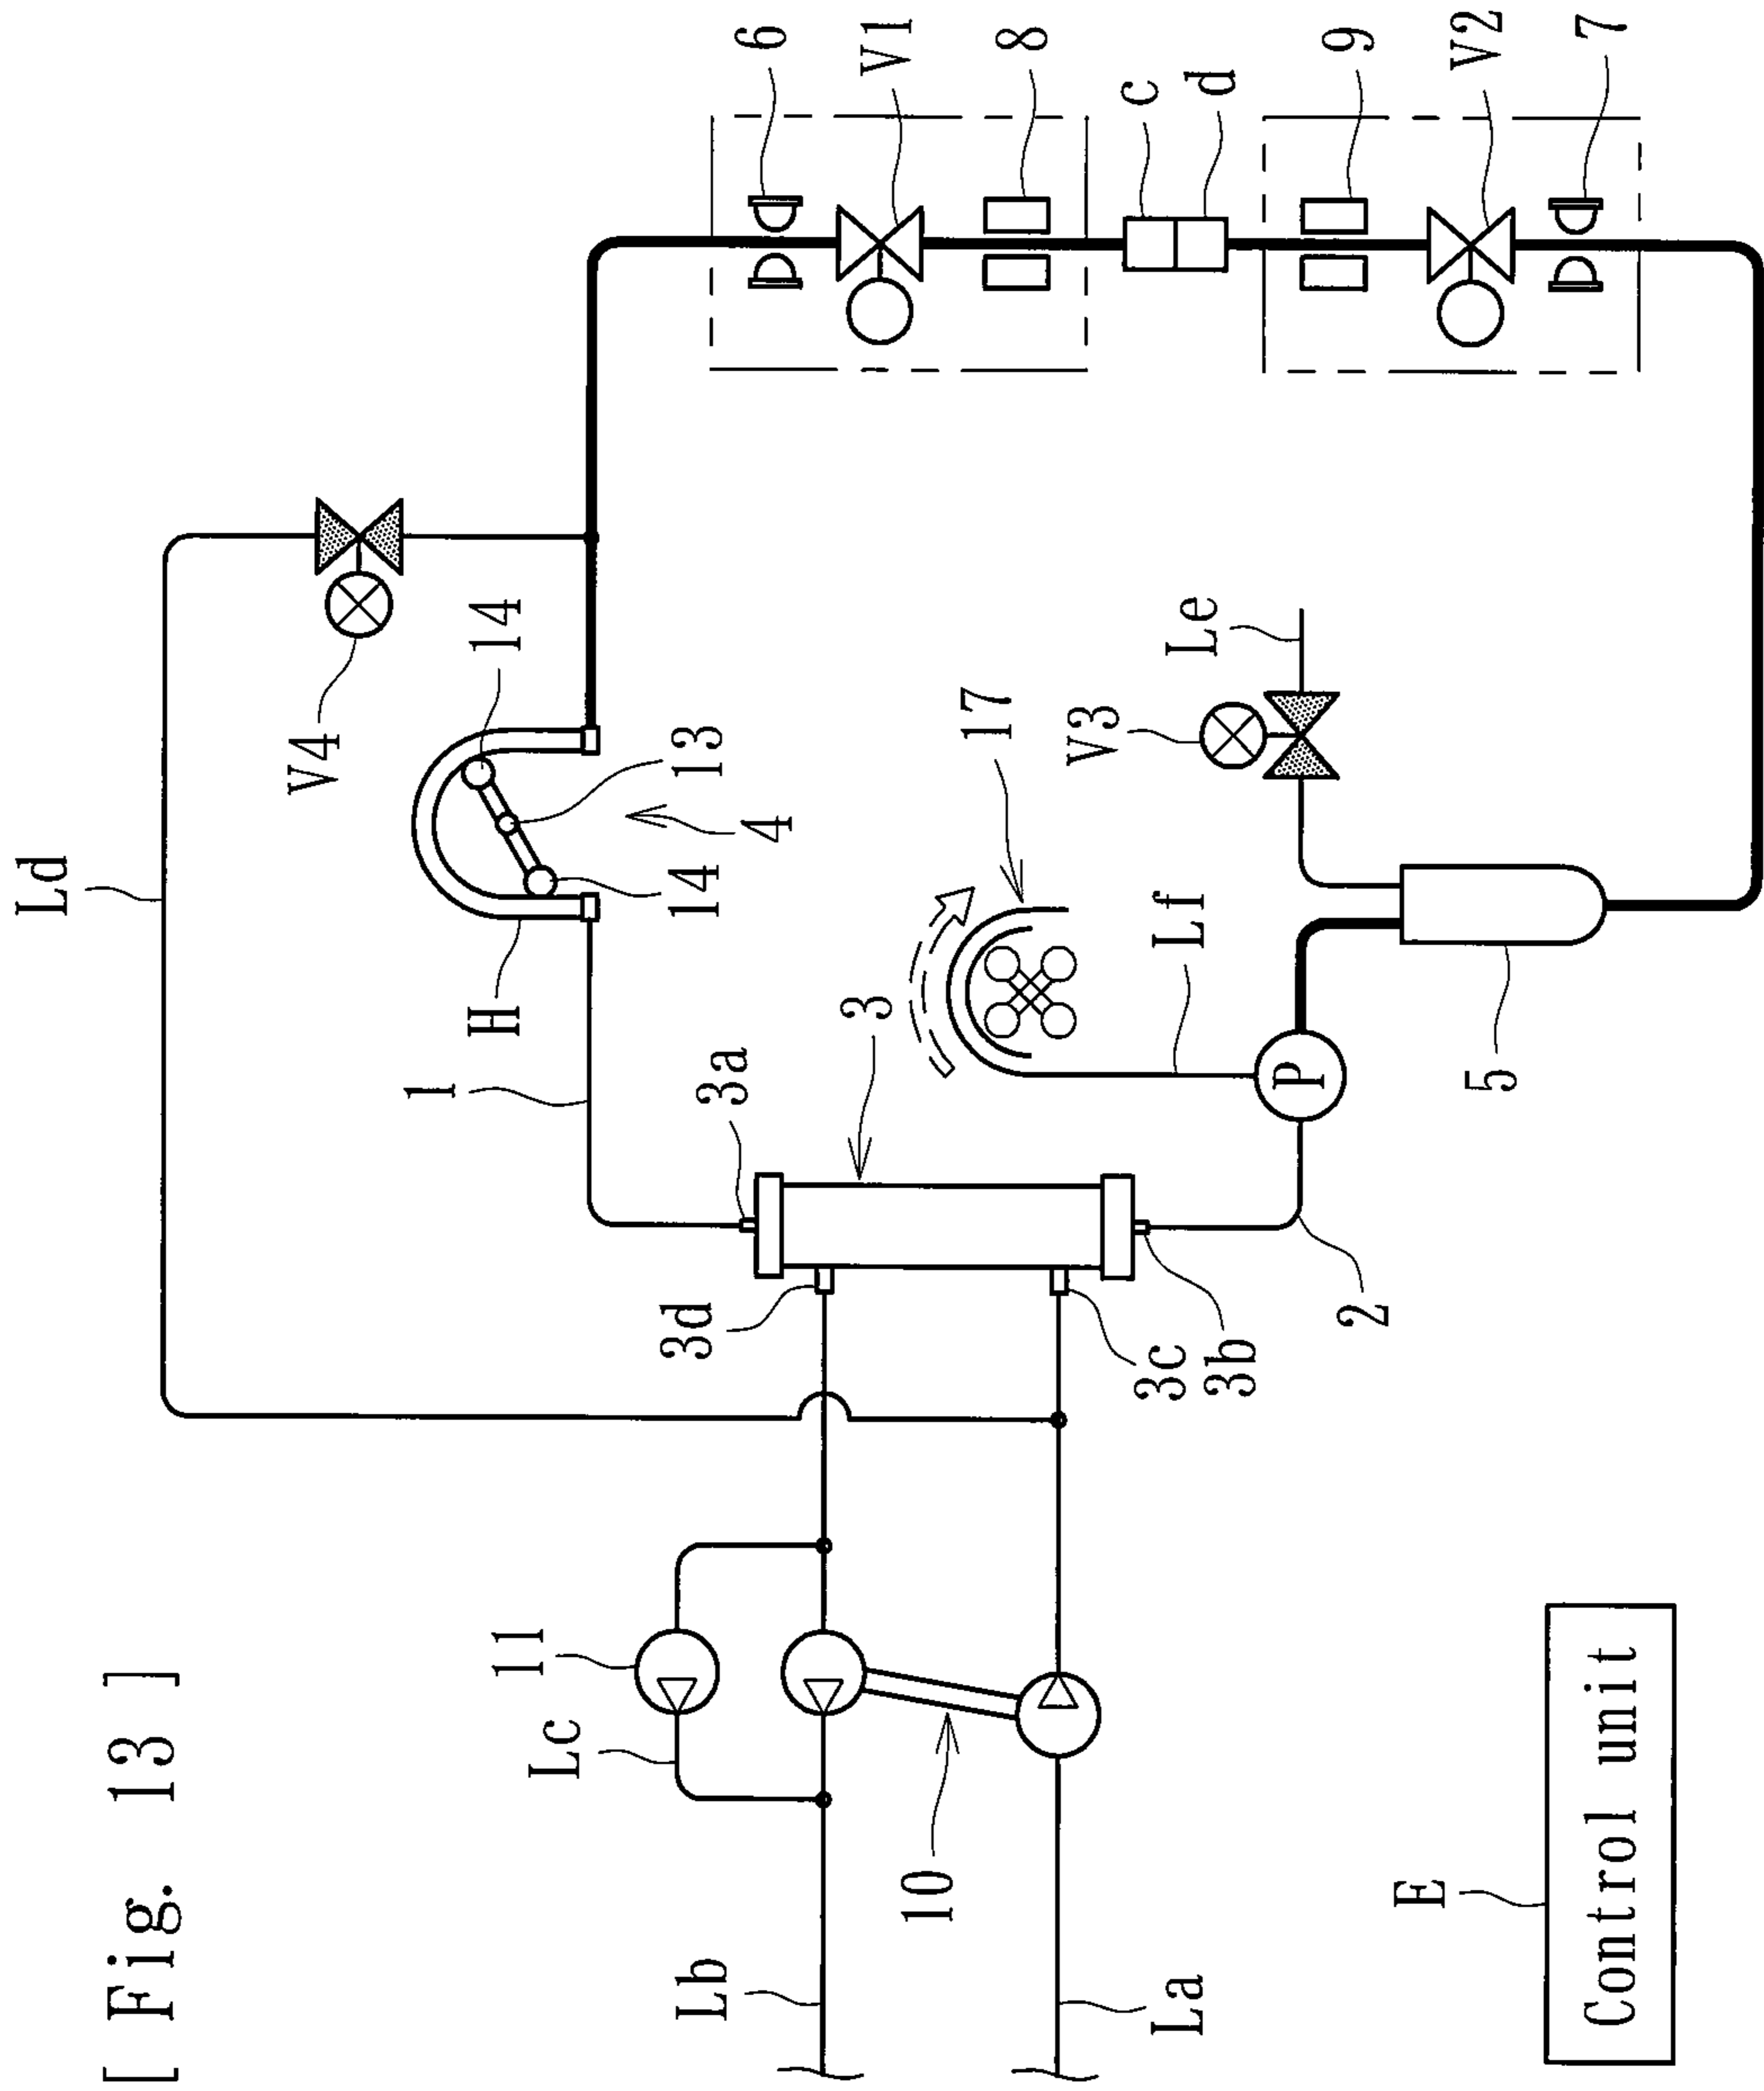 [ Fig. 13 ]
Ld
V4
14
13
4
14
H
1
6
V1
8
c
d
9
V2
7
3
3a
17
Le
V3
Lf
3d
3c
3b
2
5
P
11
Lc
10
Lb
La
E
Control unit